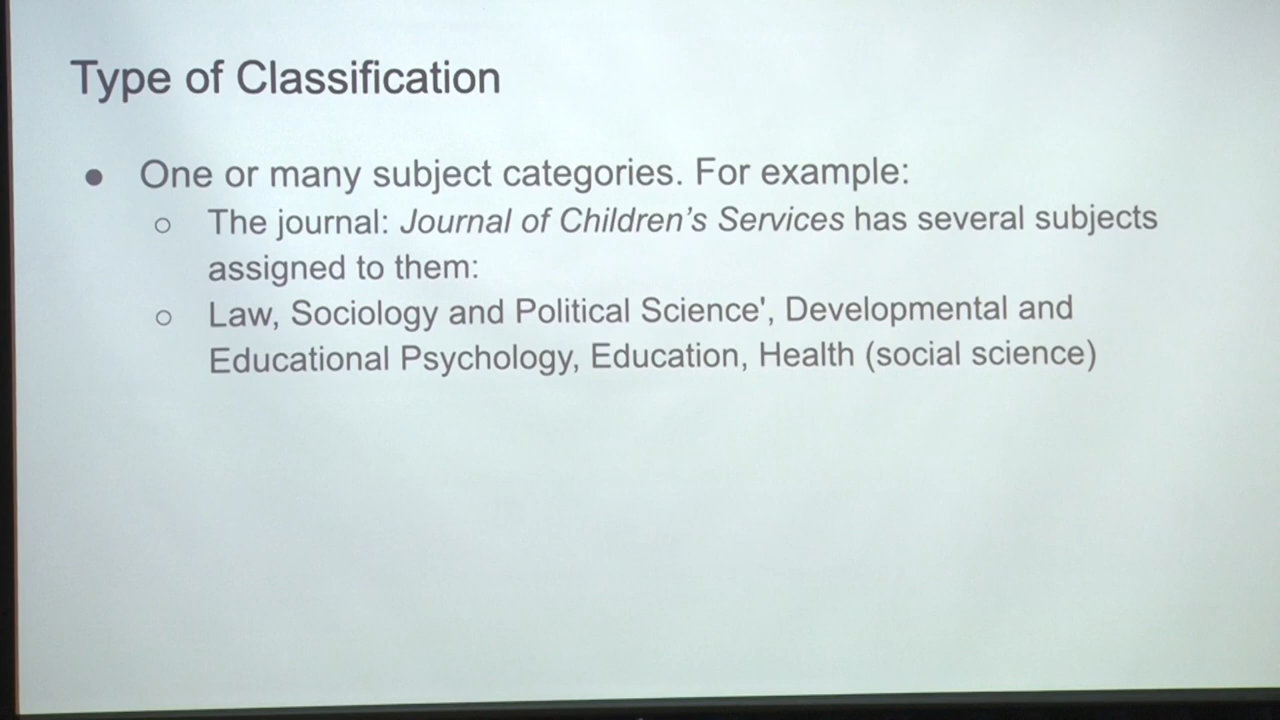 Type of Classification
● One or many subject categories. For example:
○ The journal: Journal of Children’s Services has several subjects
assigned to them:
○ Law, Sociology and Political Science', Developmental and
Educational Psychology, Education, Health (social science)